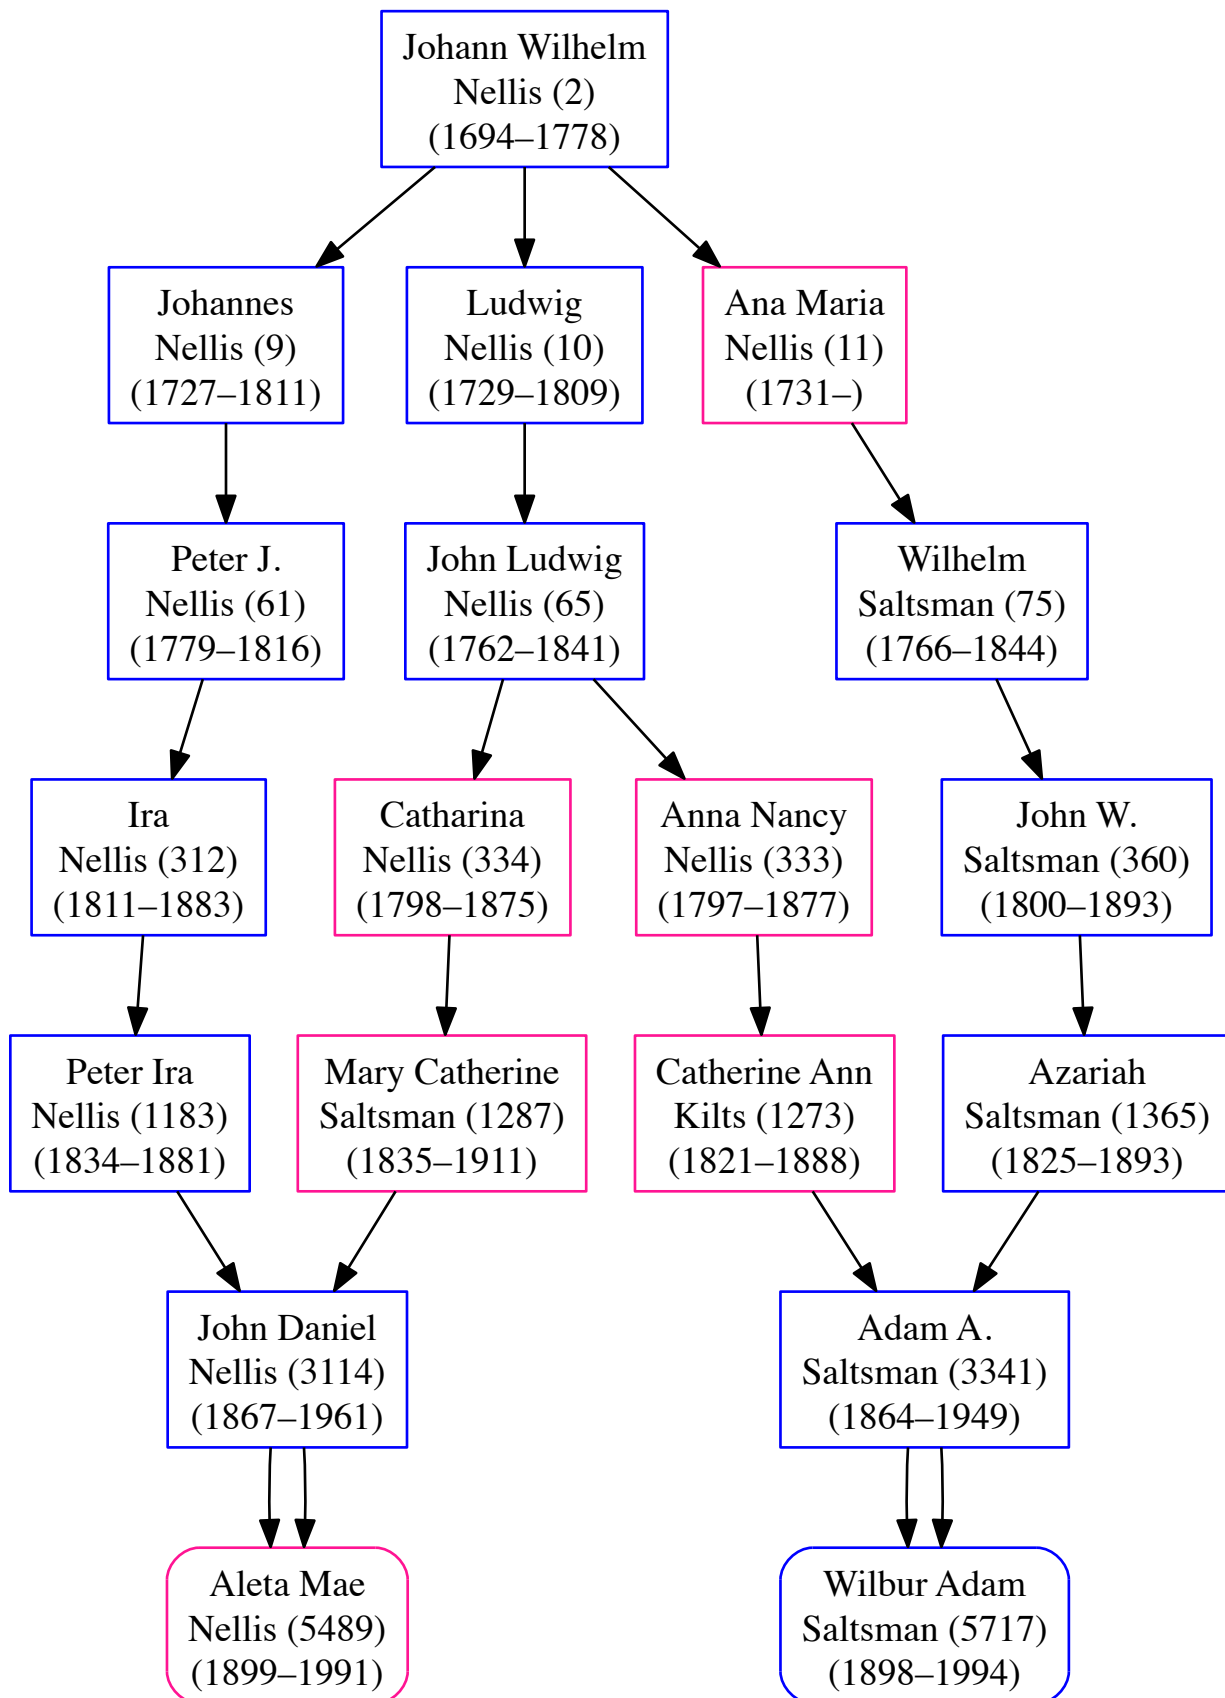 Johann Wilhelm
Nellis (2)
(1694–1778)
Johannes
Nellis (9)
(1727–1811)
Ludwig
Nellis (10)
(1729–1809)
Ana Maria
Nellis (11)
(1731–)
Peter J.
Nellis (61)
(1779–1816)
John Ludwig
Nellis (65)
(1762–1841)
Wilhelm
Saltsman (75)
(1766–1844)
Ira
Nellis (312)
(1811–1883)
Catharina
Nellis (334)
(1798–1875)
Anna Nancy
Nellis (333)
(1797–1877)
John W.
Saltsman (360)
(1800–1893)
Peter Ira
Nellis (1183)
(1834–1881)
Mary Catherine
Saltsman (1287)
(1835–1911)
Catherine Ann
Kilts (1273)
(1821–1888)
Azariah
Saltsman (1365)
(1825–1893)
John Daniel
Nellis (3114)
(1867–1961)
Adam A.
Saltsman (3341)
(1864–1949)
Aleta Mae
Nellis (5489)
(1899–1991)
Wilbur Adam
Saltsman (5717)
(1898–1994)